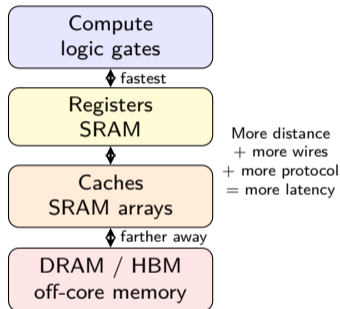 Compute
logic gates
fastest
Registers
SRAM
More distance
+ more wires
+ more protocol
= more latency
Caches
SRAM arrays
farther away
DRAM / HBM
off-core memory